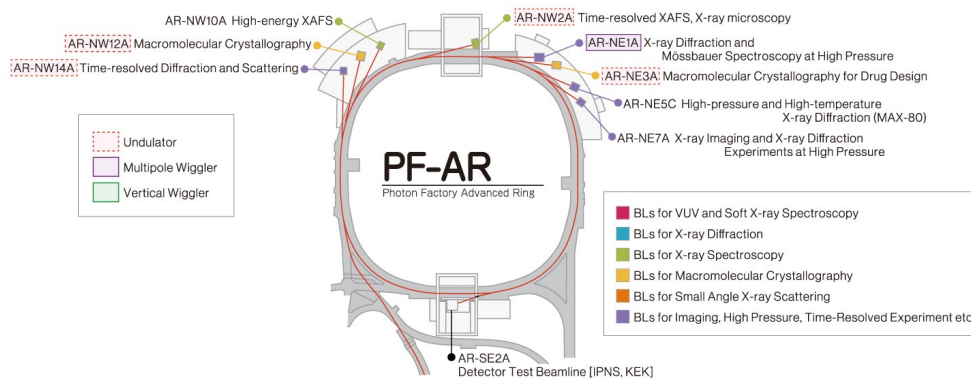 AR-NW10A High-energy XAFS
AR-NW12A Macromolecular Crystallography
AR-NW14A Time-resolved Diffraction and Scattering
AR-NW2A Time-resolved XAFS, X-ray microscopy
AR-NE1A X-ray Diffraction and
Mössbauer Spectroscopy at High Pressure
AR-NE3A Macromolecular Crystallography for Drug Design
AR-NE5C High-pressure and High-temperature
X-ray Diffraction (MAX-80)
AR-NE7A X-ray Imaging and X-ray Diffraction
Experiments at High Pressure
Undulator
Multipole Wiggler
Vertical Wiggler
PF-AR
Photon Factory Advanced Ring
BLs for VUV and Soft X-ray Spectroscopy
BLs for X-ray Diffraction
BLs for X-ray Spectroscopy
BLs for Macromolecular Crystallography
BLs for Small Angle X-ray Scattering
BLs for Imaging, High Pressure, Time-Resolved Experiment etc
AR-SE2A
Detector Test Beamline [IPNS, KEK]